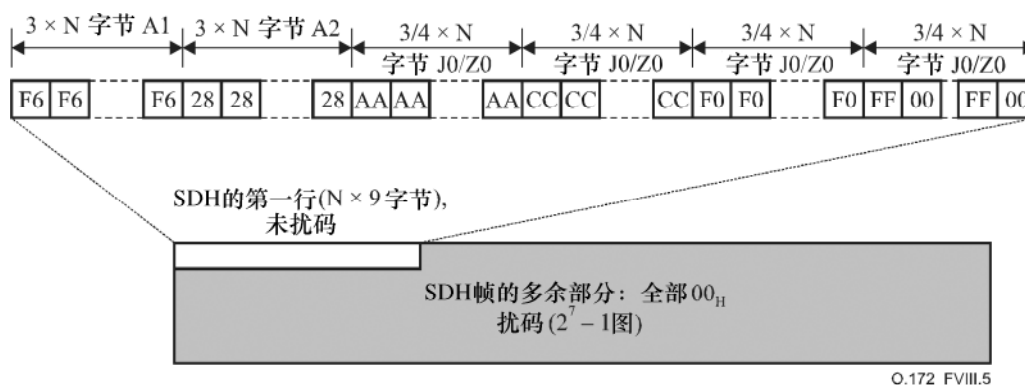 3 × N 字节 A1 3 × N 字节 A2 3/4 × N 3/4 × N 3/4 × N 3/4 × N
字节 J0/Z0 字节 J0/Z0 字节 J0/Z0 字节 J0/Z0
F6 F6 F6 28 28 28 AA AA AA CC CC CC F0 F0 F0 FF 00 FF 00
SDH的第一行(N × 9 字节),
未扰码
SDH帧的多余部分：全部00H
扰码(2⁷ – 1图)
O.172_FVIII.5